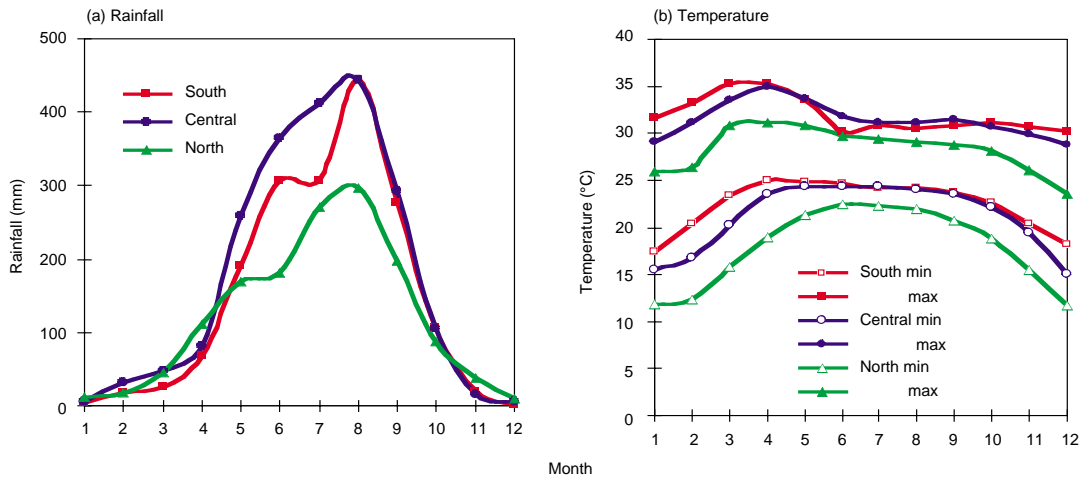 (a) Rainfall
500
400
300
200
100
0
Rainfall (mm)
South
Central
North
1 2 3 4 5 6 7 8 9 10 11 12
(b) Temperature
40
35
30
25
20
15
10
5
0
Temperature (°C)
South min
max
Central min
max
North min
max
1 2 3 4 5 6 7 8 9 10 11 12
Month